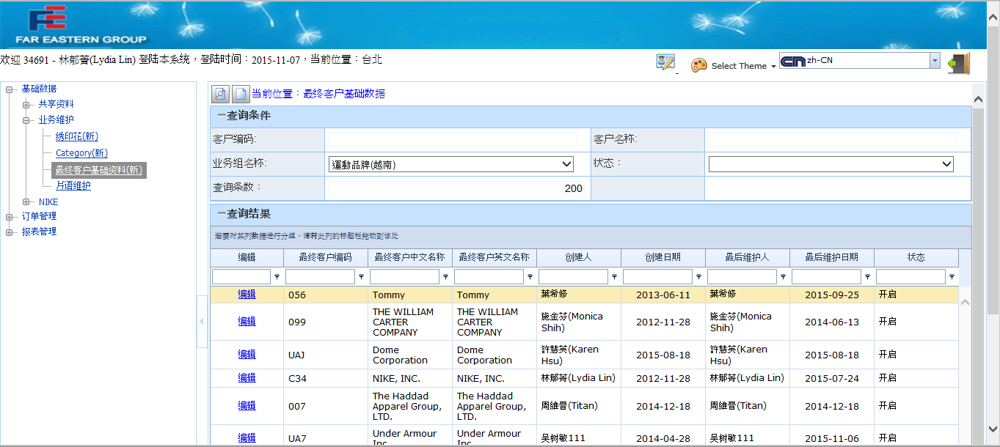 FE
FAR EASTERN GROUP
欢迎 34691 - 林郁菁(Lydia Lin) 登陆本系统，登陆时间：2015-11-07，当前位置：台北
Select Theme
CN zh-CN
基础数据
共享资料
业务维护
绣印花(新)
Category(新)
最终客户基础资料(新)
片语维护
NIKE
订单管理
报表管理
当前位置：最终客户基础数据
查询条件
客户编码:
客户名称:
业务组名称: 運動品牌(越南)
状态：
查询条数： 200
查询结果
若要对某列数据进行分组，请将此列的标题栏拖动到该处
编辑 最终客户编码 最终客户中文名称 最终客户英文名称 创建人 创建日期 最后维护人 最后维护日期 状态
编辑 056 Tommy Tommy 葉希修 2013-06-11 葉希修 2015-09-25 开启
编辑 099 THE WILLIAM CARTER COMPANY THE WILLIAM CARTER COMPANY 施金芬(Monica Shih) 2012-11-28 施金芬(Monica Shih) 2014-06-13 开启
编辑 UAJ Dome Corporation Dome Corporation 許慧英(Karen Hsu) 2015-08-18 許慧英(Karen Hsu) 2015-08-18 开启
编辑 C34 NIKE, INC. NIKE, INC. 林郁菁(Lydia Lin) 2012-11-28 林郁菁(Lydia Lin) 2015-07-24 开启
编辑 007 The Haddad Apparel Group, LTD. The Haddad Apparel Group, LTD. 周維晉(Titan) 2014-12-18 周維晉(Titan) 2014-12-18 开启
编辑 UA7 Under Armour Inc. Under Armour Inc. 吴树敏111 2014-04-28 吴树敏111 2015-11-06 开启